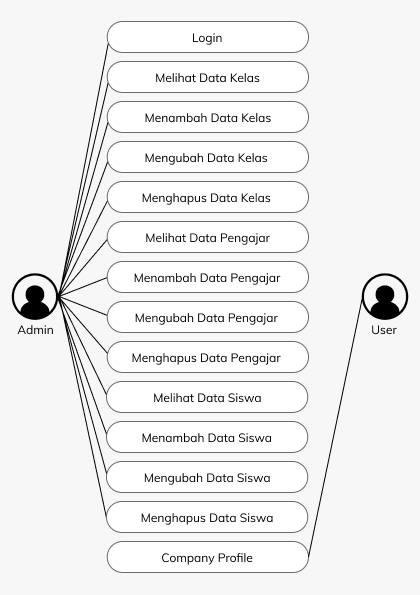 Login
Melihat Data Kelas
Menambah Data Kelas
Mengubah Data Kelas
Menghapus Data Kelas
Melihat Data Pengajar
Menambah Data Pengajar
Mengubah Data Pengajar
Menghapus Data Pengajar
Melihat Data Siswa
Menambah Data Siswa
Mengubah Data Siswa
Menghapus Data Siswa
Company Profile
Admin
User